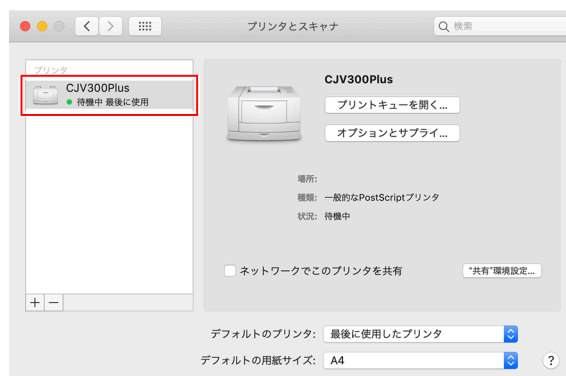 プリンタとスキャナ
検索
プリンタ
CJV300Plus
待機中 最後に使用
CJV300Plus
プリントキューを開く...
オプションとサプライ...
場所:
種類: 一般的なPostScriptプリンタ
状況: 待機中
ネットワークでこのプリンタを共有
"共有"環境設定...
+ −
デフォルトのプリンタ: 最後に使用したプリンタ
デフォルトの用紙サイズ: A4
?